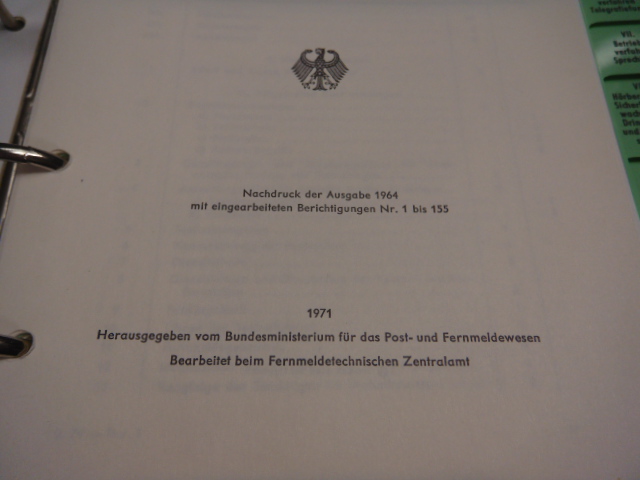 Nachdruck der Ausgabe 1964
mit eingearbeiteten Berichtigungen Nr. 1 bis 155
1971
Herausgegeben vom Bundesministerium für das Post- und Fernmeldewesen
Bearbeitet beim Fernmeldetechnischen Zentralamt
VII.